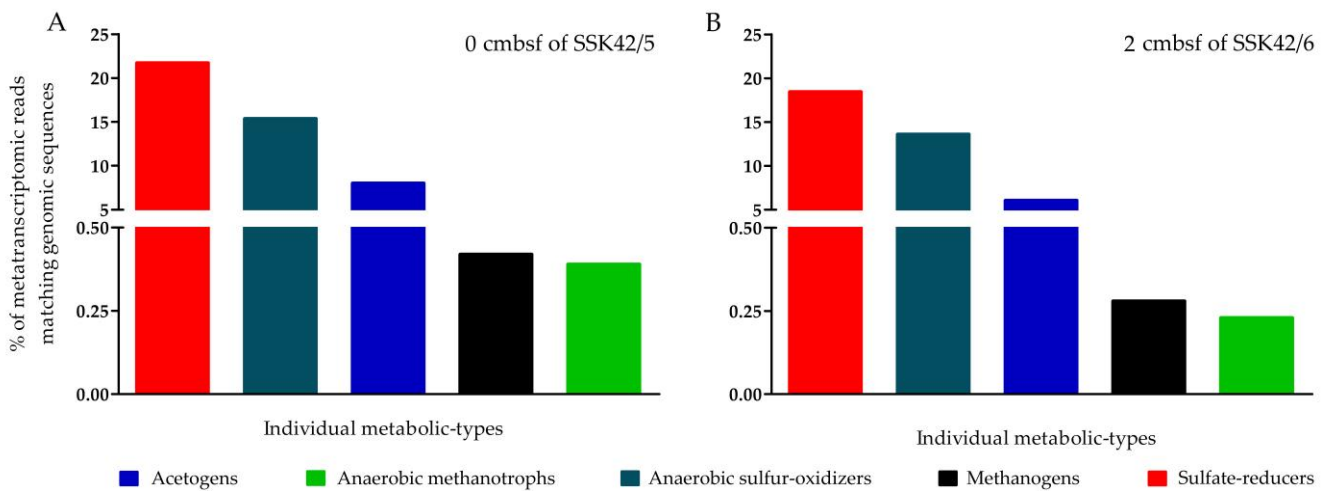 A
0 cmbsf of SSK42/5
B
2 cmbsf of SSK42/6
% of metatranscriptomic reads
matching genomic sequences
25
20
15
10
5
0.50
0.25
0.00
25
20
15
10
5
0.50
0.25
0.00
Individual metabolic-types
Individual metabolic-types
Acetogens
Anaerobic methanotrophs
Anaerobic sulfur-oxidizers
Methanogens
Sulfate-reducers